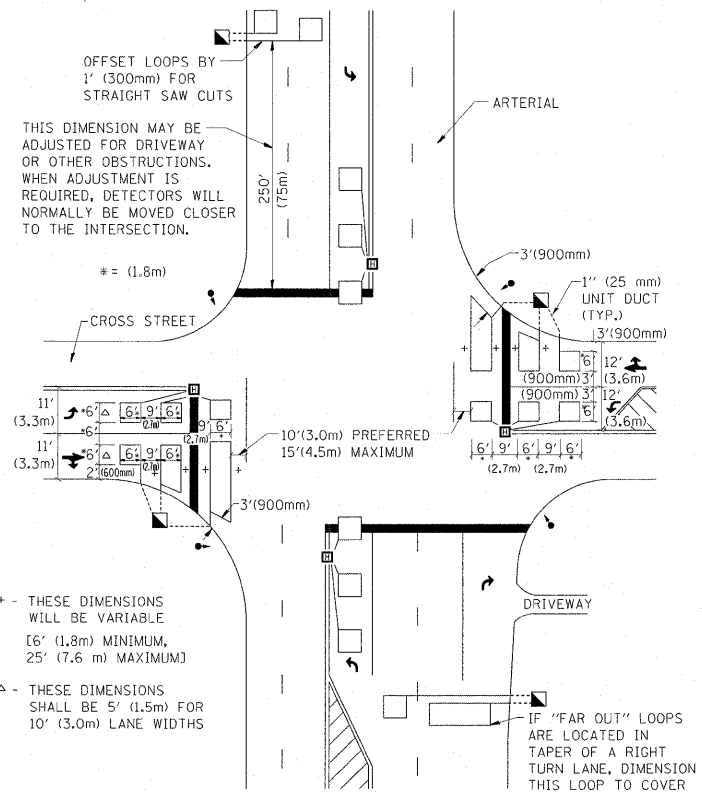 OFFSET LOOPS BY
1' (300mm) FOR
STRAIGHT SAW CUTS
ARTERIAL
THIS DIMENSION MAY BE
ADJUSTED FOR DRIVEWAY
OR OTHER OBSTRUCTIONS.
WHEN ADJUSTMENT IS
REQUIRED, DETECTORS WILL
NORMALLY BE MOVED CLOSER
TO THE INTERSECTION.
250'
(75m)
* = (1.8m)
H
3'(900mm)
1'' (25 mm)
UNIT DUCT
(TYP.)
CROSS STREET
3'(900mm)
*6'
12'
(3.6m)
(900mm) 3'
(900mm) 3'
12'
(3.6m)
*6'
H
6' 9' 6' 9' 6'
* * *
(2.7m) (2.7m)
H
11'
(3.3m)
*6' △ 6'* 9' 6'*
(2.7m)
*6'
9'
(2.7m)
6'
*
11'
(3.3m)
*6' △ 6'* 9' 6'*
(2.7m)
2' (600mm)
10'(3.0m) PREFERRED
15'(4.5m) MAXIMUM
3'(900mm)
H
DRIVEWAY
+ - THESE DIMENSIONS
WILL BE VARIABLE
[6' (1.8m) MINIMUM,
25' (7.6 m) MAXIMUM]
△ - THESE DIMENSIONS
SHALL BE 5' (1.5m) FOR
10' (3.0m) LANE WIDTHS
IF "FAR OUT" LOOPS
ARE LOCATED IN
TAPER OF A RIGHT
TURN LANE, DIMENSION
THIS LOOP TO COVER